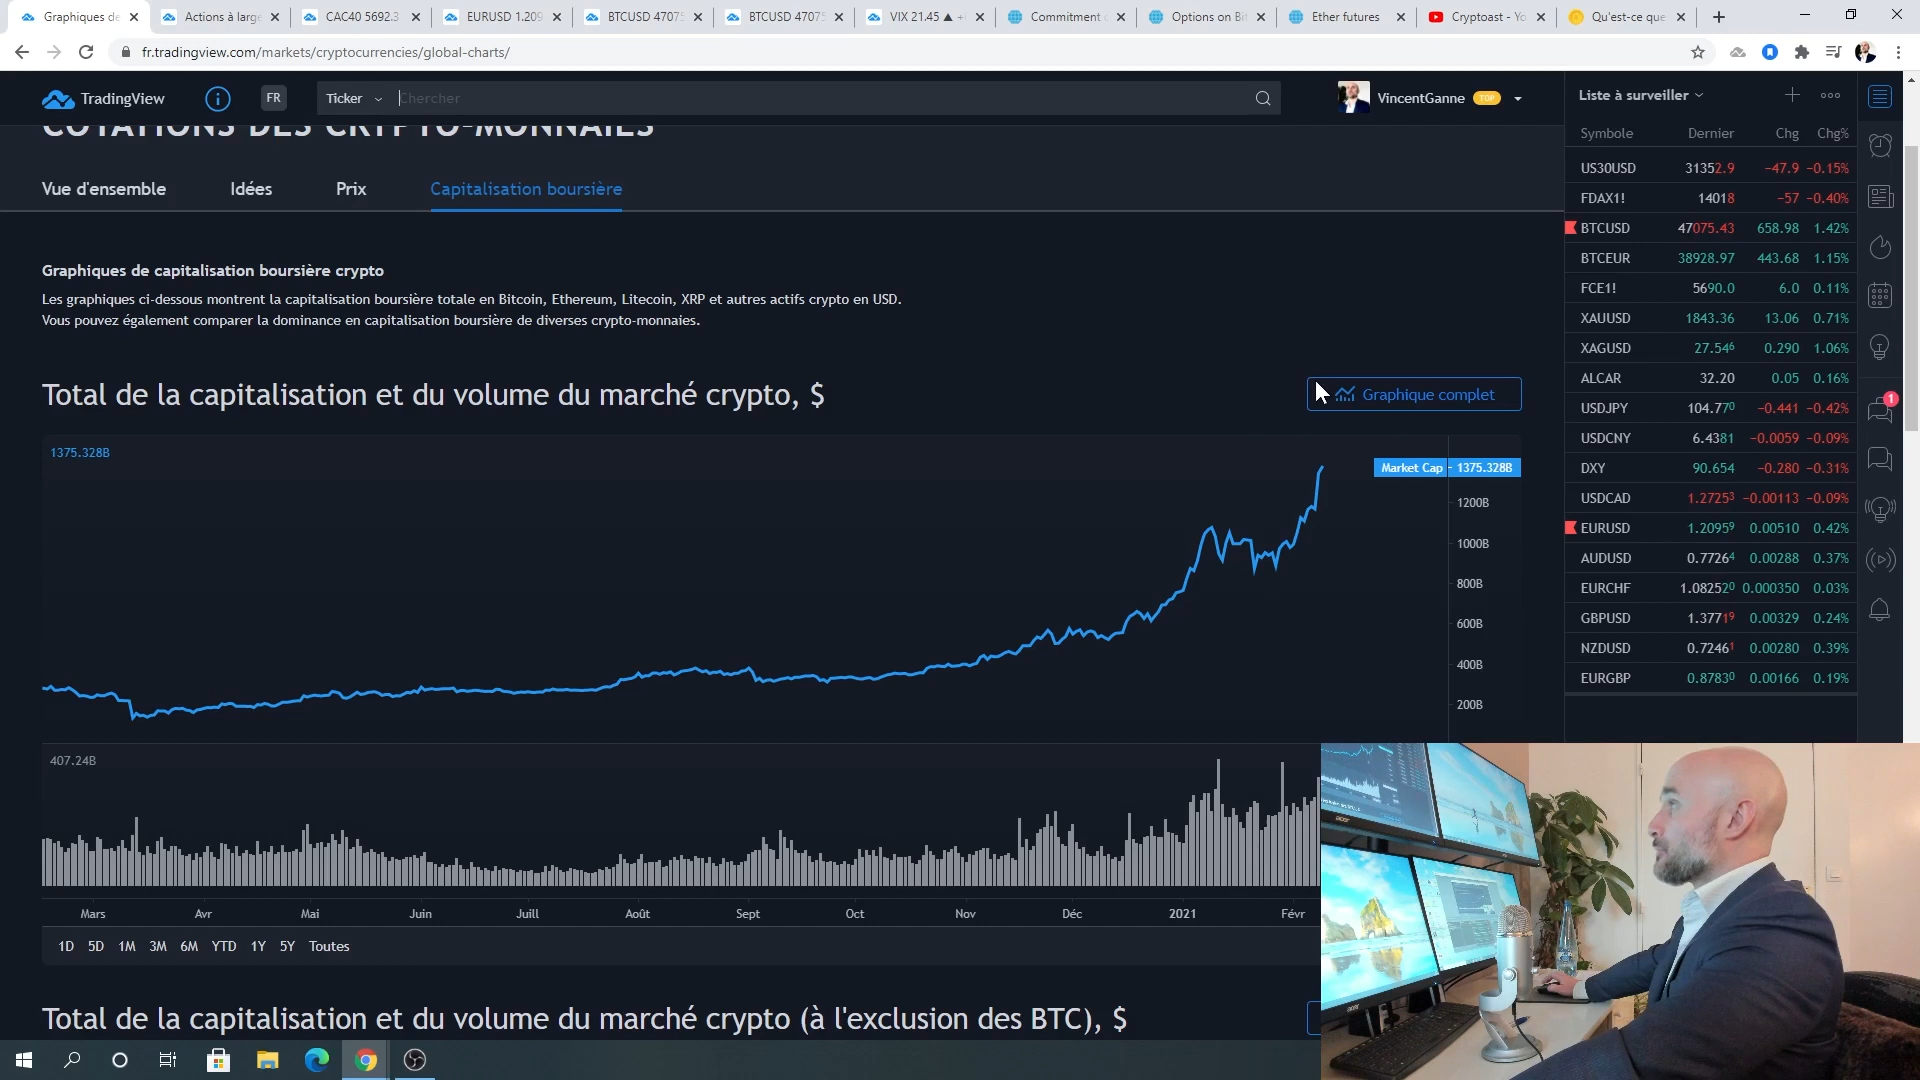 Graphiques de
Actions à large
CAC40 5692.3
EURUSD 1.209
BTCUSD 47075
BTCUSD 47075
VIX 21.45 ▲ +
Commitment
Options on Bit
Ether futures
Cryptoast - Yo
Qu'est-ce que
fr.tradingview.com/markets/cryptocurrencies/global-charts/
TradingView
FR
Ticker
Chercher
VincentGanne
TOP
COTATIONS DES CRYPTO-MONNAIES
Vue d'ensemble Idées Prix Capitalisation boursière
Graphiques de capitalisation boursière crypto
Les graphiques ci-dessous montrent la capitalisation boursière totale en Bitcoin, Ethereum, Litecoin, XRP et autres actifs crypto en USD.
Vous pouvez également comparer la dominance en capitalisation boursière de diverses crypto-monnaies.
Total de la capitalisation et du volume du marché crypto, $
Graphique complet
1375.328B
Market Cap - 1375.328B
1200B
1000B
800B
600B
400B
200B
407.24B
Mars Avr Mai Juin Juill Août Sept Oct Nov Déc 2021 Févr
1D 5D 1M 3M 6M YTD 1Y 5Y Toutes
Total de la capitalisation et du volume du marché crypto (à l'exclusion des BTC), $
Liste à surveiller
Symbole Dernier Chg Chg%
US30USD 31352.9 −47.9 −0.15%
FDAX1! 14018 −57 −0.40%
BTCUSD 47075.43 658.98 1.42%
BTCEUR 38928.97 443.68 1.15%
FCE1! 5690.0 6.0 0.11%
XAUUSD 1843.36 13.06 0.71%
XAGUSD 27.546 0.290 1.06%
ALCAR 32.20 0.05 0.16%
USDJPY 104.770 −0.441 −0.42%
USDCNY 6.4381 −0.0059 −0.09%
DXY 90.654 −0.280 −0.31%
USDCAD 1.27253 −0.00113 −0.09%
EURUSD 1.20959 0.00510 0.42%
AUDUSD 0.77264 0.00288 0.37%
EURCHF 1.082520 0.000350 0.03%
GBPUSD 1.37719 0.00329 0.24%
NZDUSD 0.72461 0.00280 0.39%
EURGBP 0.87830 0.00166 0.19%
1
acer